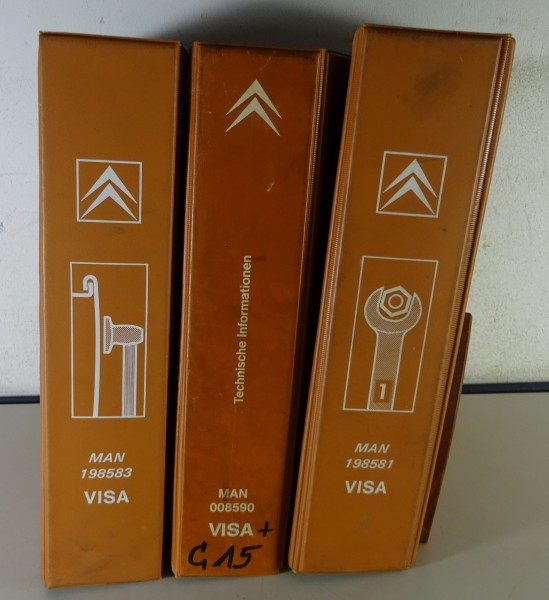 MAN
198583
VISA
Technische Informationen
MAN
008590
VISA +
G 15
1
MAN
198581
VISA